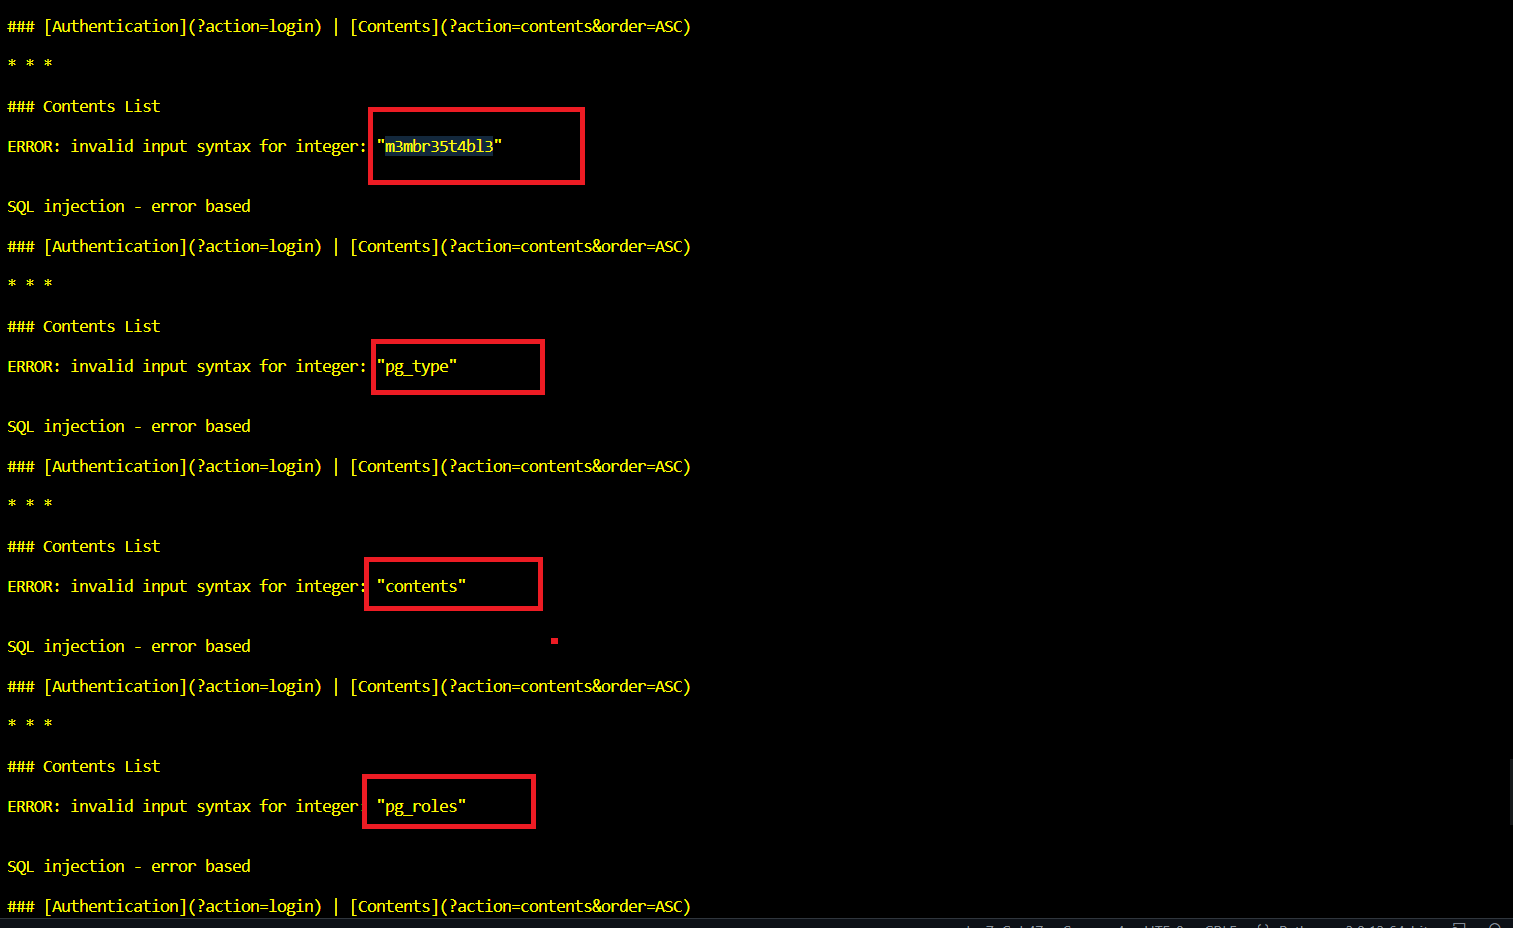 ### [Authentication](?action=login) | [Contents](?action=contents&order=ASC)
* * *
### Contents List
ERROR: invalid input syntax for integer: "m3mbr35t4bl3"
SQL injection - error based
### [Authentication](?action=login) | [Contents](?action=contents&order=ASC)
* * *
### Contents List
ERROR: invalid input syntax for integer: "pg_type"
SQL injection - error based
### [Authentication](?action=login) | [Contents](?action=contents&order=ASC)
* * *
### Contents List
ERROR: invalid input syntax for integer: "contents"
SQL injection - error based
### [Authentication](?action=login) | [Contents](?action=contents&order=ASC)
* * *
### Contents List
ERROR: invalid input syntax for integer: "pg_roles"
SQL injection - error based
### [Authentication](?action=login) | [Contents](?action=contents&order=ASC)